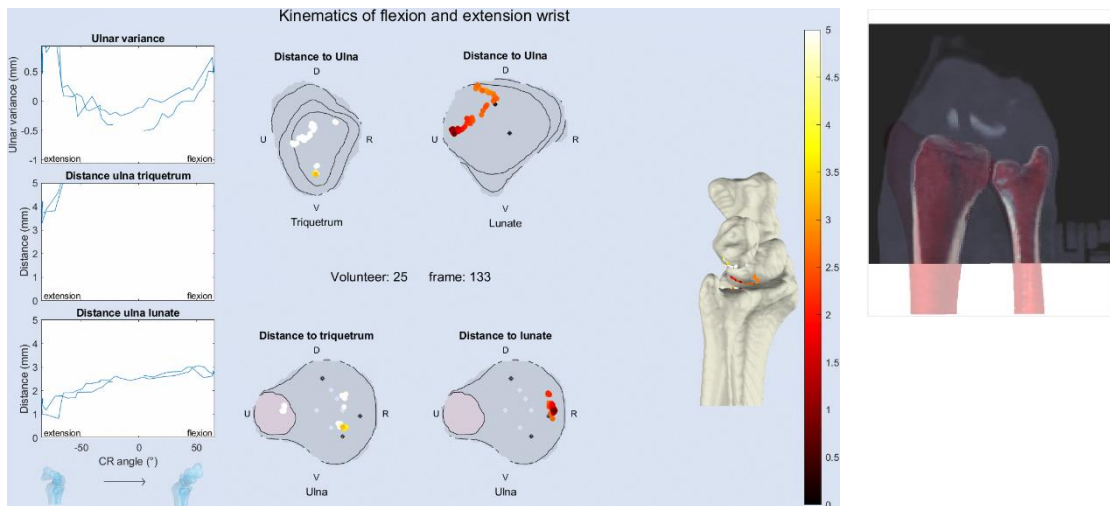 Kinematics of flexion and extension wrist
Ulnar variance
Ulnar variance (mm)
0.5
0
-0.5
-1
extension
flexion
Distance ulna triquetrum
Distance (mm)
5
4
3
2
1
0
extension
flexion
Distance ulna lunate
Distance (mm)
5
4
3
2
1
0
extension
flexion
-50
0
50
CR angle (°)
Distance to Ulna
D
U
R
V
Triquetrum
Distance to Ulna
D
U
R
V
Lunate
Volunteer: 25 frame: 133
Distance to triquetrum
D
U
R
V
Ulna
Distance to lunate
D
U
R
V
Ulna
5
4.5
4
3.5
3
2.5
2
1.5
1
0.5
0